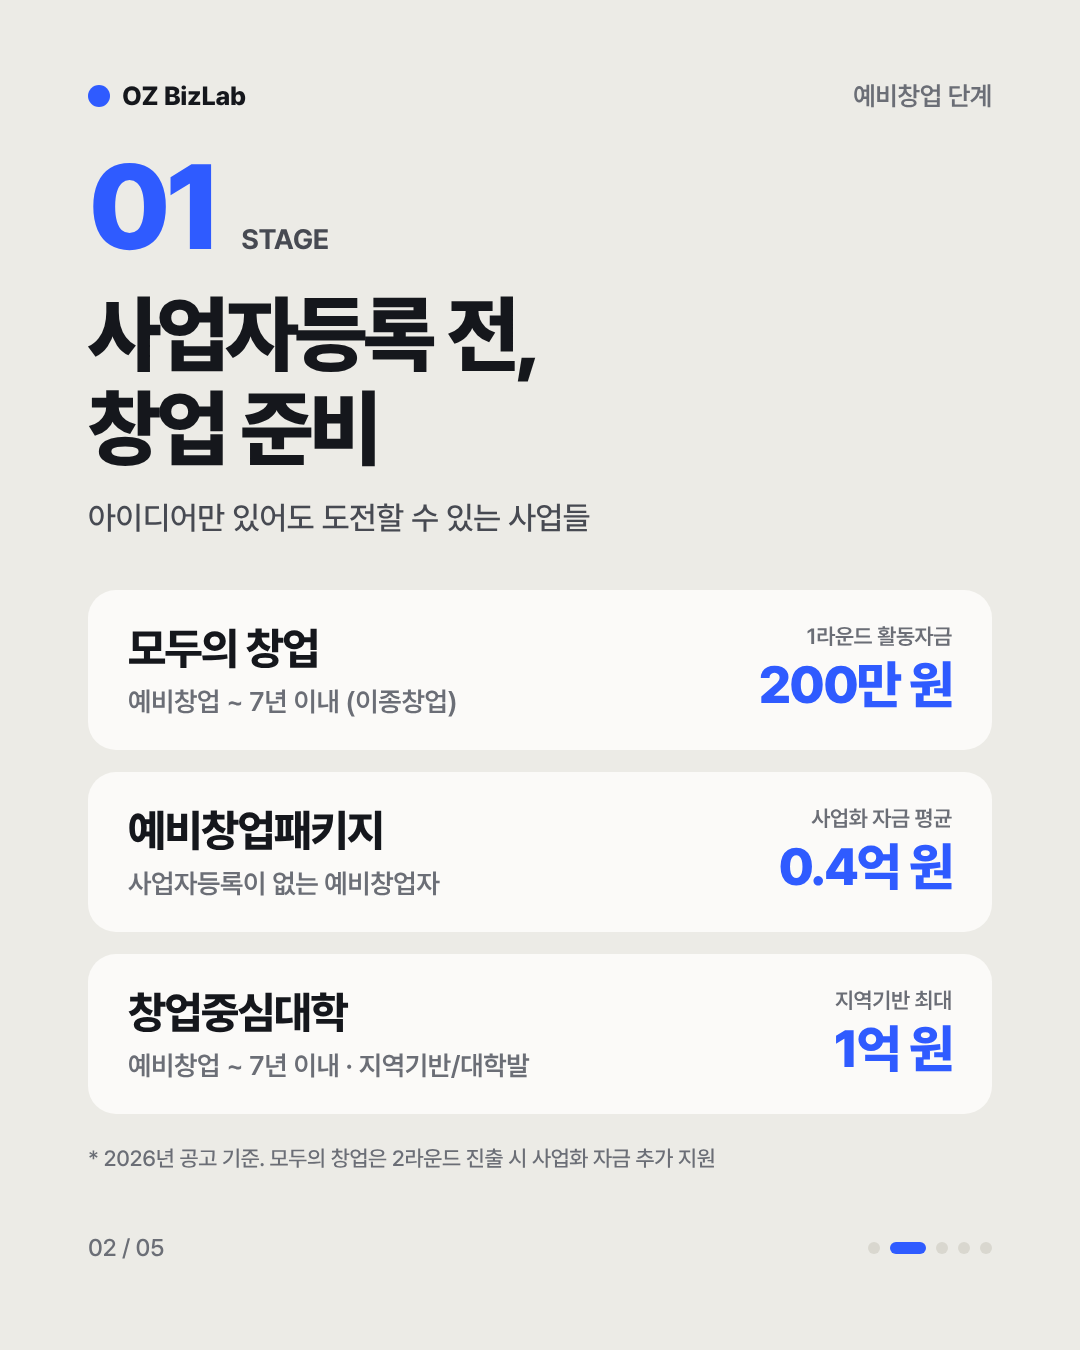 OZ BizLab
예비창업 단계
01 STAGE
사업자등록 전,
창업 준비
아이디어만 있어도 도전할 수 있는 사업들
모두의 창업
예비창업 ~ 7년 이내 (이종창업)
1라운드 활동자금
200만 원
예비창업패키지
사업자등록이 없는 예비창업자
사업화 자금 평균
0.4억 원
창업중심대학
예비창업 ~ 7년 이내 · 지역기반/대학발
지역기반 최대
1억 원
* 2026년 공고 기준. 모두의 창업은 2라운드 진출 시 사업화 자금 추가 지원
02 / 05